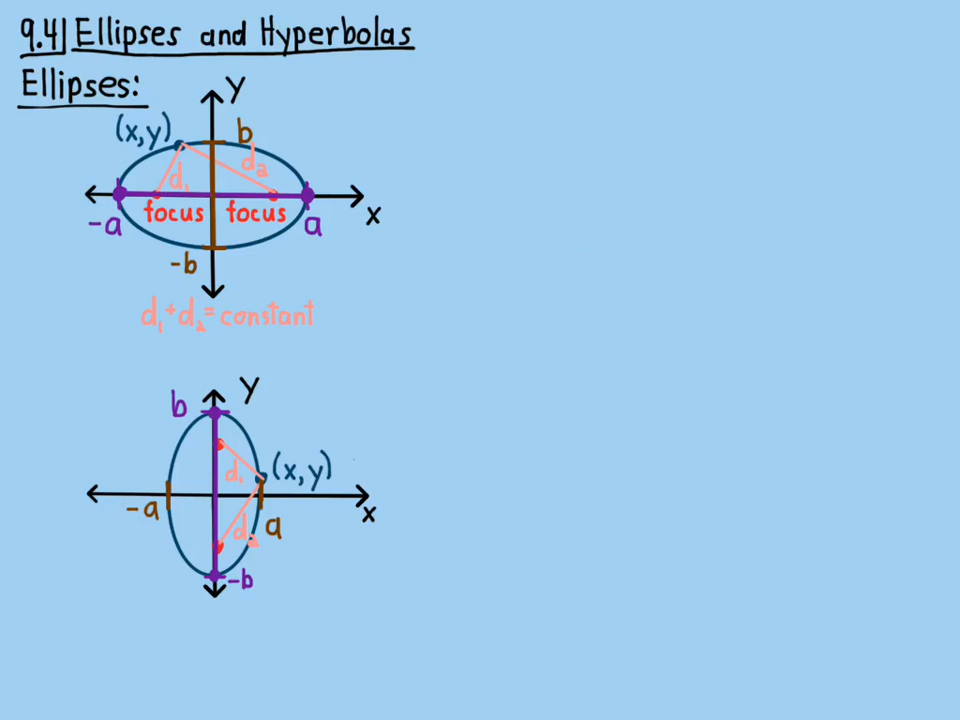 9.4 Ellipses and Hyperbolas
Ellipses:
y
(x,y)
b
d₁
d₂
focus
focus
-a
a
x
-b
d₁+d₂=constant
y
b
(x,y)
d₁
-a
a
x
d₂
-b